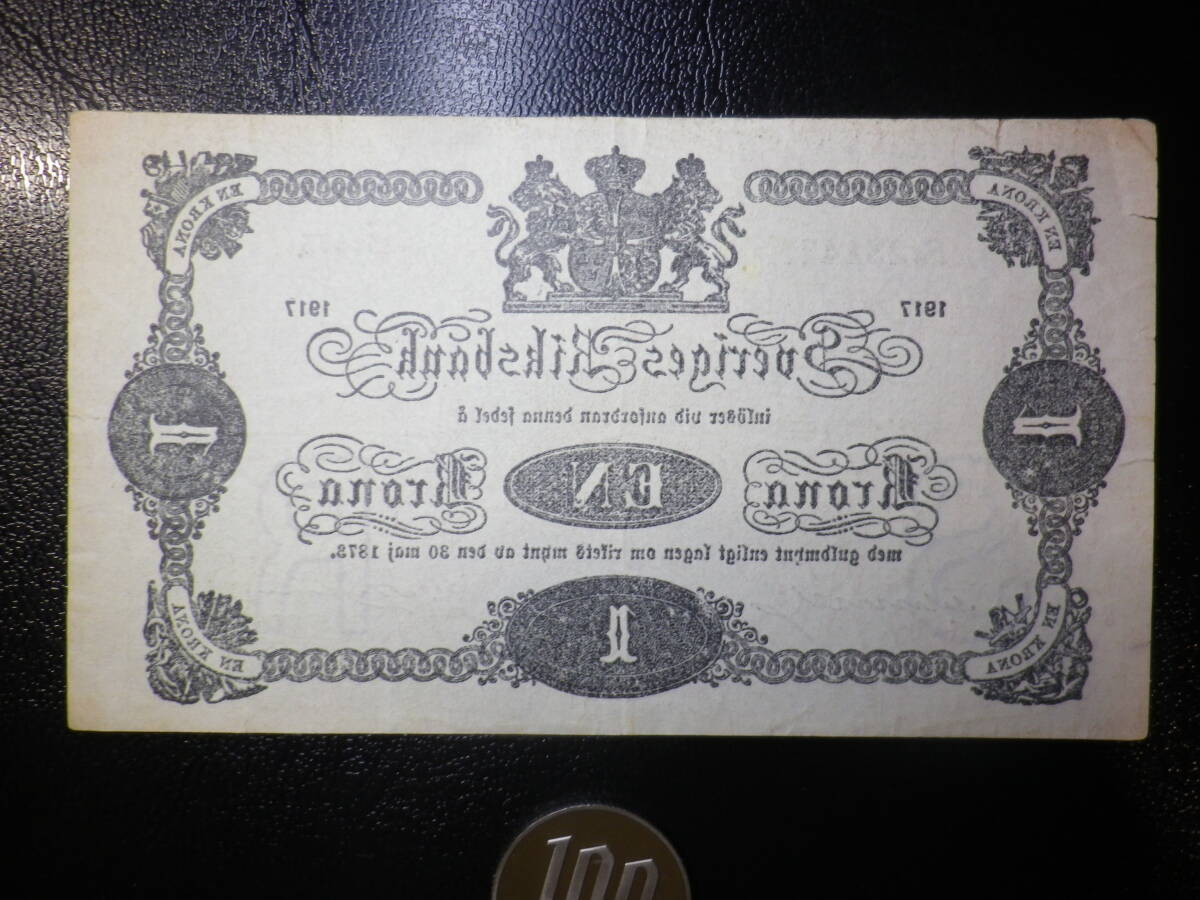 EN KRONA EN KRONA
1917 1917
Sveriges Riksbank
inlöser vid anfordran denna sedel å
1 1
Krona EN Krona
med guldmynt enligt lagen om rikets mynt av den 30 maj 1873.
EN KRONA 1 EN KRONA
100